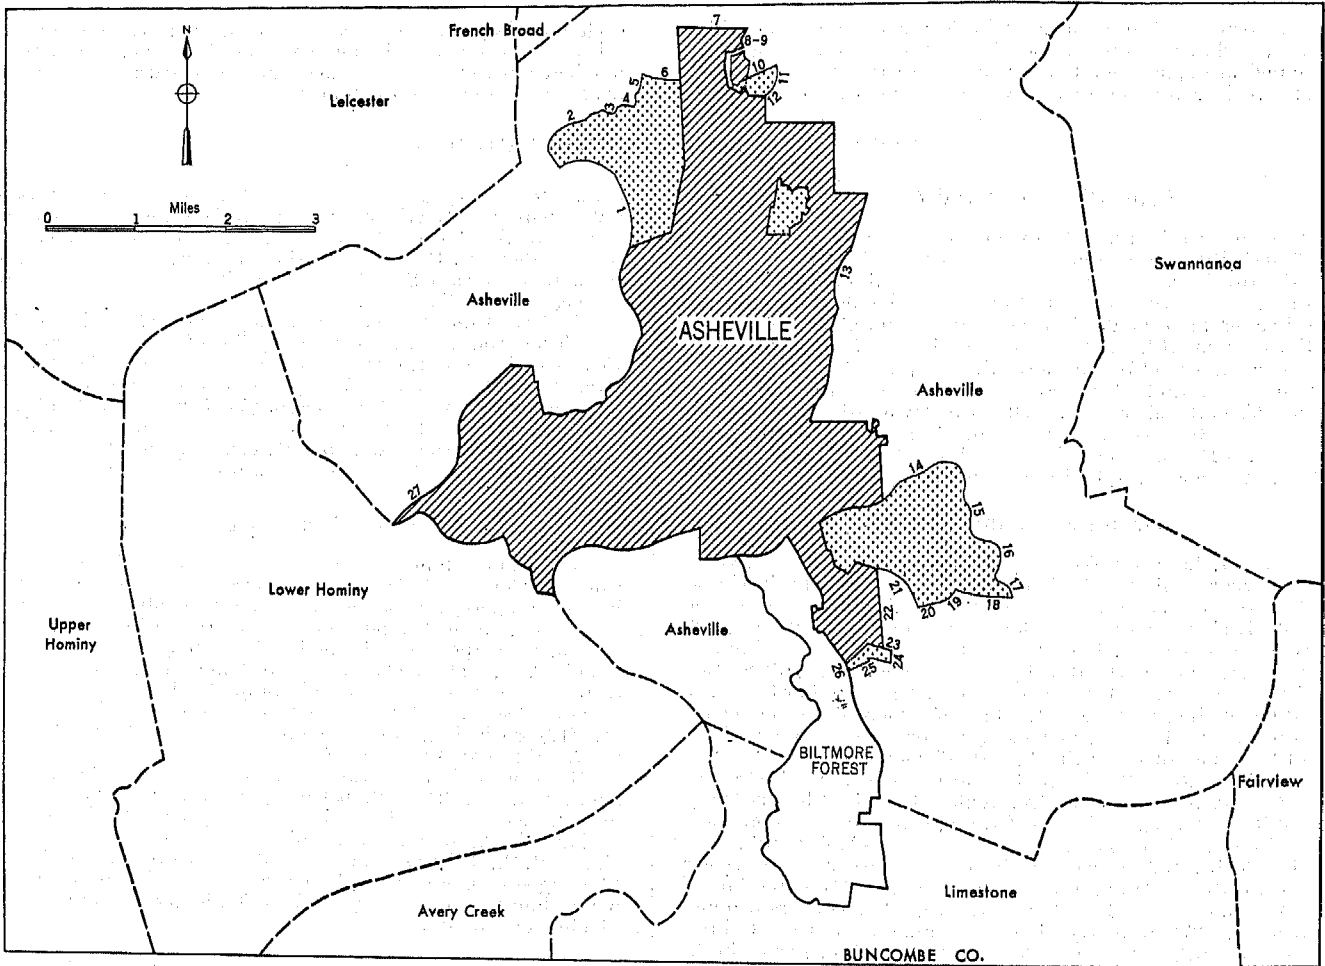 7
French Broad
N
8-9
6
10
11
5
Leicester
4
3
12
2
Miles
0 1 2 3
1
Swannanoa
13
Asheville
ASHEVILLE
Asheville
14
27
15
16
17
Lower Hominy
21
18
19
20
22
Upper
Hominy
Asheville
23
24
25
26
BILTMORE
FOREST
Fairview
Limestone
Avery Creek
BUNCOMBE CO.